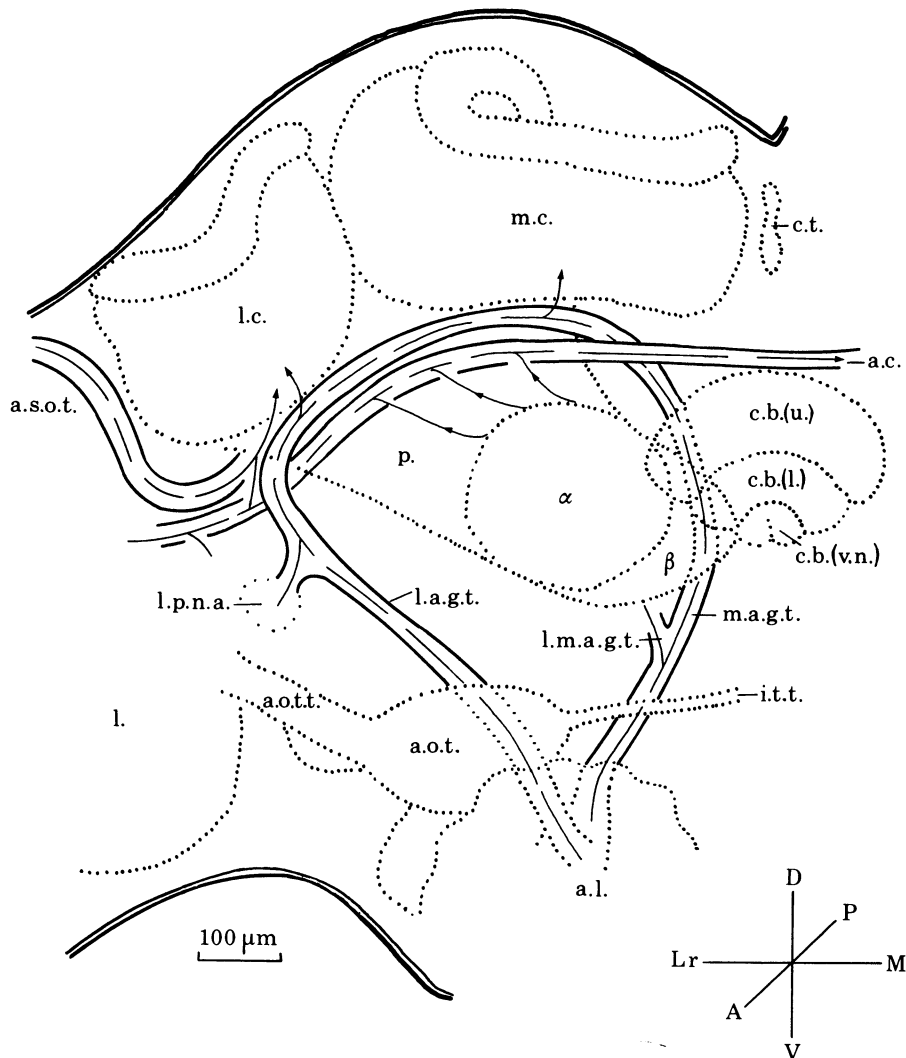 m.c.
c.t.
l.c.
a.c.
a.s.o.t.
c.b.(u.)
p.
c.b.(l.)
α
c.b.(v.n.)
β
l.p.n.a.
l.a.g.t.
m.a.g.t.
l.m.a.g.t.
i.t.t.
a.o.t.t.
l.
a.o.t.
a.l.
D
P
100 μm
Lr
M
A
V